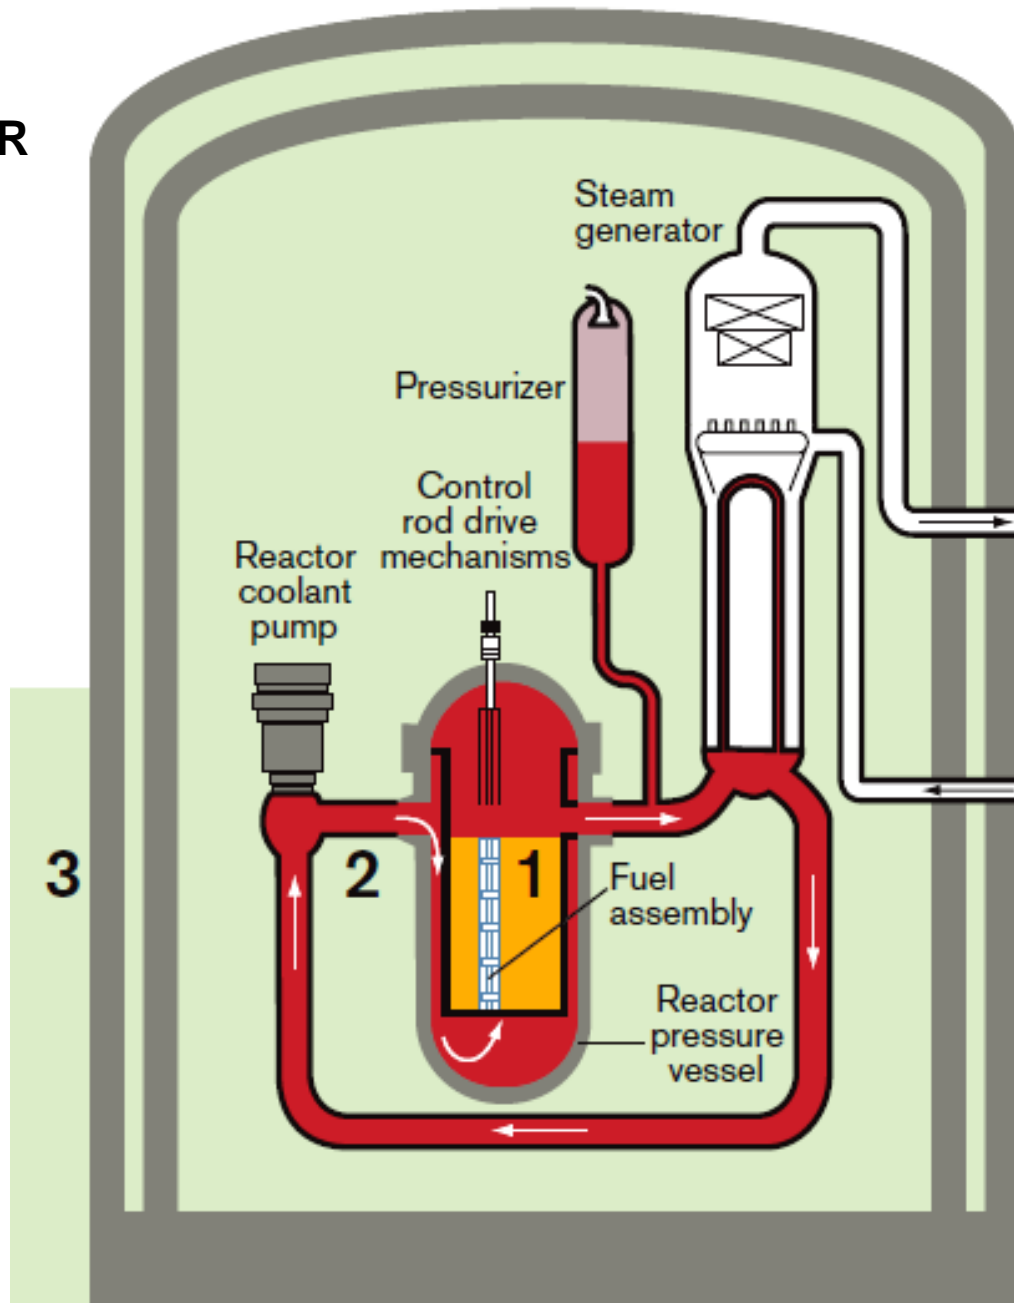 R
Steam
generator
Pressurizer
Control
rod drive
mechanisms
Reactor
coolant
pump
3
2
1
Fuel
assembly
Reactor
pressure
vessel